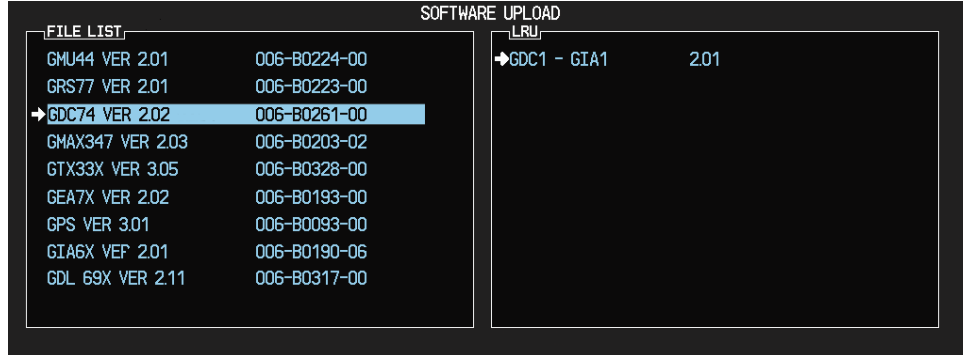 SOFTWARE UPLOAD
FILE LIST
GMU44 VER 2.01 006-B0224-00
GRS77 VER 2.01 006-B0223-00
GDC74 VER 2.02 006-B0261-00
GMAX347 VER 2.03 006-B0203-02
GTX33X VER 3.05 006-B0328-00
GEA7X VER 2.02 006-B0193-00
GPS VER 3.01 006-B0093-00
GIA6X VER 2.01 006-B0190-06
GDL 69X VER 2.11 006-B0317-00
LRU
GDC1 - GIA1 2.01